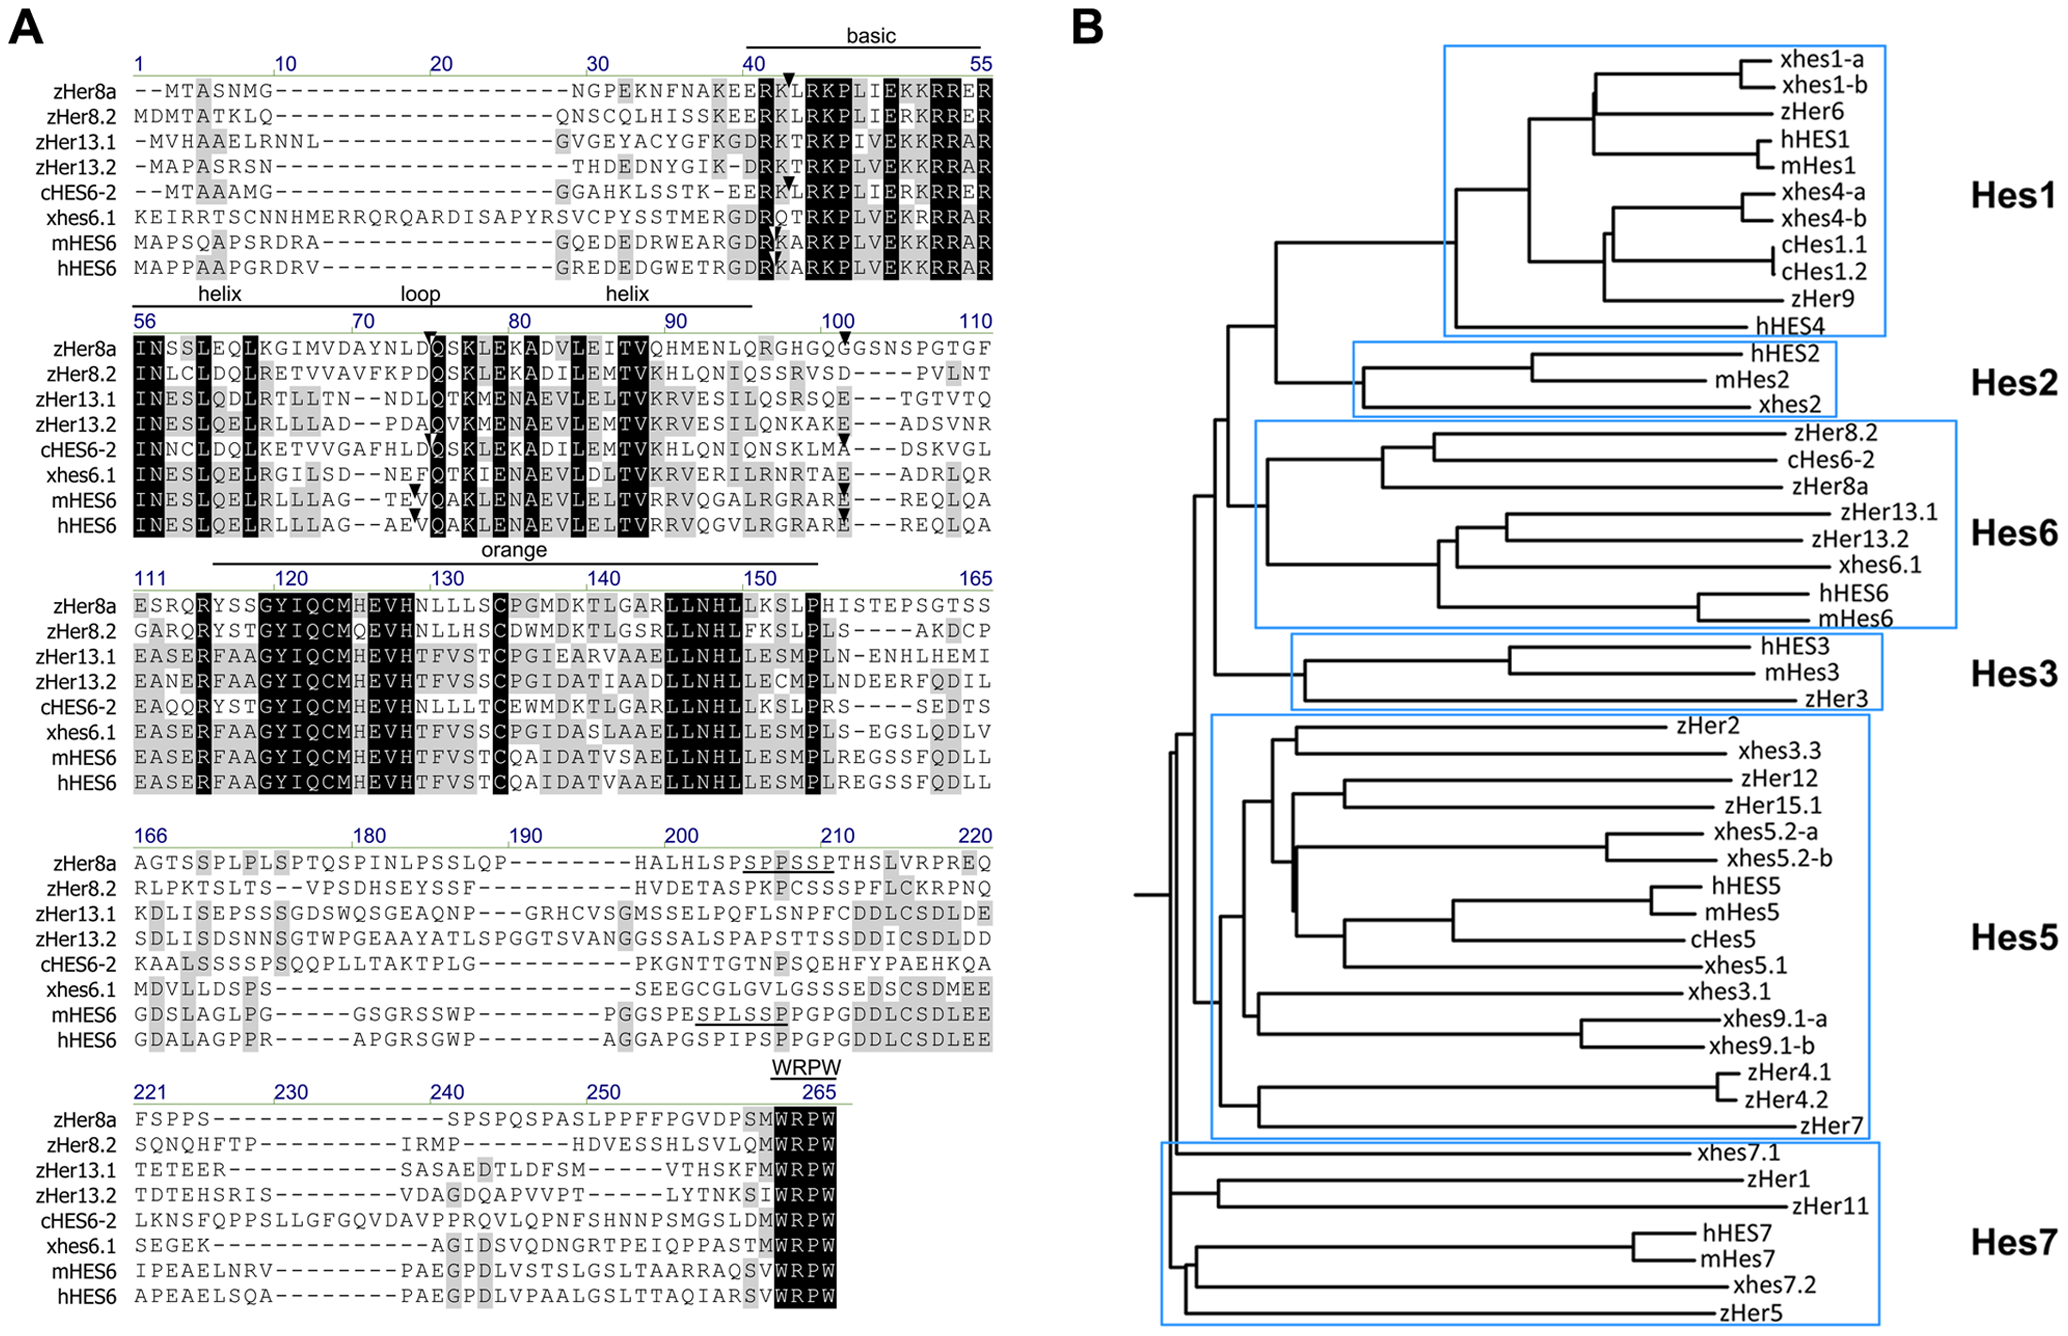 A
basic
1 10 20 30 40 55
zHer8a --MTASNMG-------------------QNGPEKNFNAKEERKLRKPLIEKKRRER
zHer8.2 MDMTATKLQ------------------QNSCQLHISSKEERKLRKPLIERKRRER
zHer13.1 -MVHAAELRNNL---------------GVGEYACYGFKGDRKTRKPIVEKKRRAR
zHer13.2 -MAPASRSN-------------------THDEDNYGIK-DRKTRKPLVEKKRRAR
cHES6-2 --MTAAAMG------------------GGAHKLSSTK-EERKLRKPLIERKRRER
xhes6.1 KEIRRTSCNNHMERRQRQARDISAPYRSVCPYSSTMERGDRQTRKPLVEKRRRAR
mHES6 MAPSQAPSRDRA---------------GQEDEDRWEARGDRKARKPLVEKKRRAR
hHES6 MAPPAAPGRDRV---------------GREDEDGWETRGDRKARKPLVEKKRRAR
helix loop helix
56 70 80 90 100 110
zHer8a INSSLEQLKGIMVDAYNLDQSKLEKADVLEITVQHMENLQRGHGQGGSNSPGTGF
zHer8.2 INLCLDQLRETVVAVFKPDQSKLEKADILEMTVKHLQNIQSSRVSD----PVLNT
zHer13.1 INESLQDLRTLLTN--NDLQTKMENAEVLELTVKRVESILQSRSQE---TGTVTQ
zHer13.2 INESLQELRLLLAD--PDAQVKMENAEVLELTVKRVESILQNKAKE---ADSVNR
cHES6-2 INNCLDQLKETVVGAFHLDQSKLEKADILEMTVKHLQNIQNSKLMA---DSKVGL
xhes6.1 INESLQELRGILSD--NEFQTKIENAEVLDLTVKRVERILRNRTAE---ADRLQR
mHES6 INESLQELRLLLAG--TEVQAKLENAEVLELTVRRVQGALRGRARE---REQLQA
hHES6 INESLQELRLLLAG--AEVQAKLENAEVLELTVRRVQGVLRGRARE---REQLQA
orange
111 120 130 140 150 165
zHer8a ESRQRYSSGYIQCMHEVHNLLLSCPGMDKTLGARLLNHLLKSLPHISTEPSGTSS
zHer8.2 GARQRYSTGYIQCMQEVHNLLHSCDWMDKTLGSRLLNHLFKSLPLS----AKDCP
zHer13.1 EASERFAAGYIQCMHEVHTFVSTCPGIEARVAAELLNHLLESMPLN-ENHLHEMI
zHer13.2 EANERFAAGYIQCMHEVHTFVSSCPGIDATIAADLLNHLLECMPLNDEERFQDIL
cHES6-2 EAQQRYSTGYIQCMHEVHNLLLTCEWMDKTLGARLLNHLLKSLPRS----SEDTS
xhes6.1 EASERFAAGYIQCMHEVHTFVSSCPGIDASLAAELLNHLLESMPLS-EGSLQDLV
mHES6 EASERFAAGYIQCMHEVHTFVSTCQAIDATVSAELLNHLLESMPLREGSSFQDLL
hHES6 EASERFAAGYIQCMHEVHTFVSTCQAIDATVAAELLNHLLESMPLREGSSFQDLL
166 180 190 200 210 220
zHer8a AGTSSPLPLSPTQSPINLPSSLQP--------HALHLSPSPPSSPTHSLVRPREQ
zHer8.2 RLPKTSLTS--VPSDHSEYSSF----------HVDETASPKPCSSSPFLCKRPNQ
zHer13.1 KDLISEPSSSGDSWQSGEAQNP---GRHCVSGMSSELPQFLSNPFCDDLCSDLDE
zHer13.2 SDLISDSNNSGTWPGEAAYATLSPGGTSVANGGSSALSPAPSTTSSDDICSDLDD
cHES6-2 KAALSSSSPSQQPLLTAKTPLG----------PKGNTTGTNPSQEHFYPAEHKQA
xhes6.1 MDVLLDSPS-----------------------SEEGCGLGVLGSSSEDSCSDMEE
mHES6 GDSLAGLPG-----GSGRSSWP--------PGGSPESPLSSPPGPGDDLCSDLEE
hHES6 GDALAGPPR-----APGRSGWP--------AGGAPGSPIPSPPGPGDDLCSDLEE
WRPW
221 230 240 250 265
zHer8a FSPPS---------------SPSPQSPASLPPFFPGVDPSMWRPW
zHer8.2 SQNQHFTP---------IRMP-------HDVESSHLSVLQMWRPW
zHer13.1 TETEER-----------SASAEDTLDFSM-----VTHSKFMWRPW
zHer13.2 TDTEHSRIS--------VDAGDQAPVVPT-----LYTNKSIWRPW
cHES6-2 LKNSFQPPSLLGFGQVDAVPPRQVLQPNFSHNNPSMGSLDMWRPW
xhes6.1 SEGEK--------------AGIDSVQDNGRTPEIQPPASTMWRPW
mHES6 IPEAELNRV--------PAEGPDLVSTSLGSLTAARRAQSVWRPW
hHES6 APEAELSQA--------PAEGPDLVPAALGSLTTAQIARSVWRPW
B
xhes1-a
xhes1-b
zHer6
hHES1
mHes1
xhes4-a
xhes4-b
cHes1.1
cHes1.2
zHer9
hHES4
Hes1
hHES2
mHes2
xhes2
Hes2
zHer8.2
cHes6-2
zHer8a
zHer13.1
zHer13.2
xhes6.1
hHES6
mHes6
Hes6
hHES3
mHes3
zHer3
Hes3
zHer2
xhes3.3
zHer12
zHer15.1
xhes5.2-a
xhes5.2-b
hHES5
mHes5
cHes5
xhes5.1
xhes3.1
xhes9.1-a
xhes9.1-b
zHer4.1
zHer4.2
zHer7
Hes5
xhes7.1
zHer1
zHer11
hHES7
mHes7
xhes7.2
zHer5
Hes7